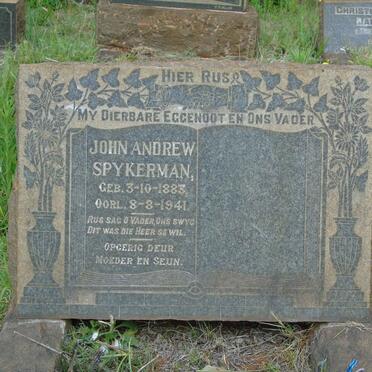 CHRISTO
HIER RUS
MY DIERBARE EGGENOOT EN ONS VADER
JOHN ANDREW
SPYKERMAN,
GEB. 3-10-1883,
OORL. 8-8-1941.
RUS SAG O VADER, ONS SWYG
DIT WAS DIE HEER SE WIL.
OPGERIG DEUR
MOEDER EN SEUN.